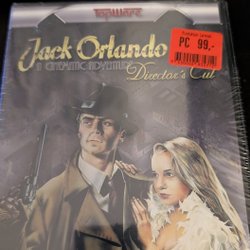 TopWare
Jack Orlando
A CINEMATIC ADVENTURE
Director's Cut
PC 99,-